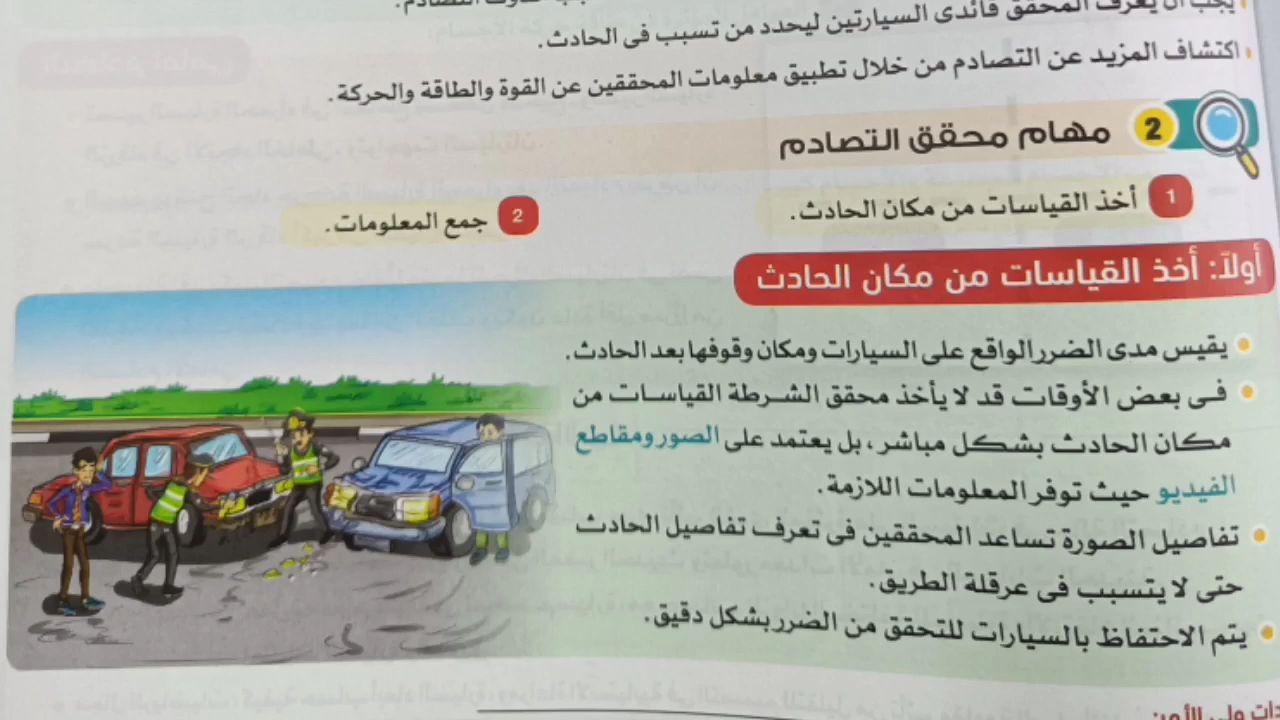 يجب أن يعرف المحقق قائدى السيارتين ليحدد من تسبب فى الحادث.
اكتشاف المزيد عن التصادم من خلال تطبيق معلومات المحققين عن القوة والطاقة والحركة.
2 مهام محقق التصادم
1 أخذ القياسات من مكان الحادث.
2 جمع المعلومات.
أولاً: أخذ القياسات من مكان الحادث
يقيس مدى الضرر الواقع على السيارات ومكان وقوفها بعد الحادث.
فى بعض الأوقات قد لا يأخذ محقق الشرطة القياسات من
مكان الحادث بشكل مباشر، بل يعتمد على الصور ومقاطع
الفيديو حيث توفر المعلومات اللازمة.
تفاصيل الصورة تساعد المحققين فى تعرف تفاصيل الحادث
حتى لا يتسبب فى عرقلة الطريق.
يتم الاحتفاظ بالسيارات للتحقق من الضرر بشكل دقيق.